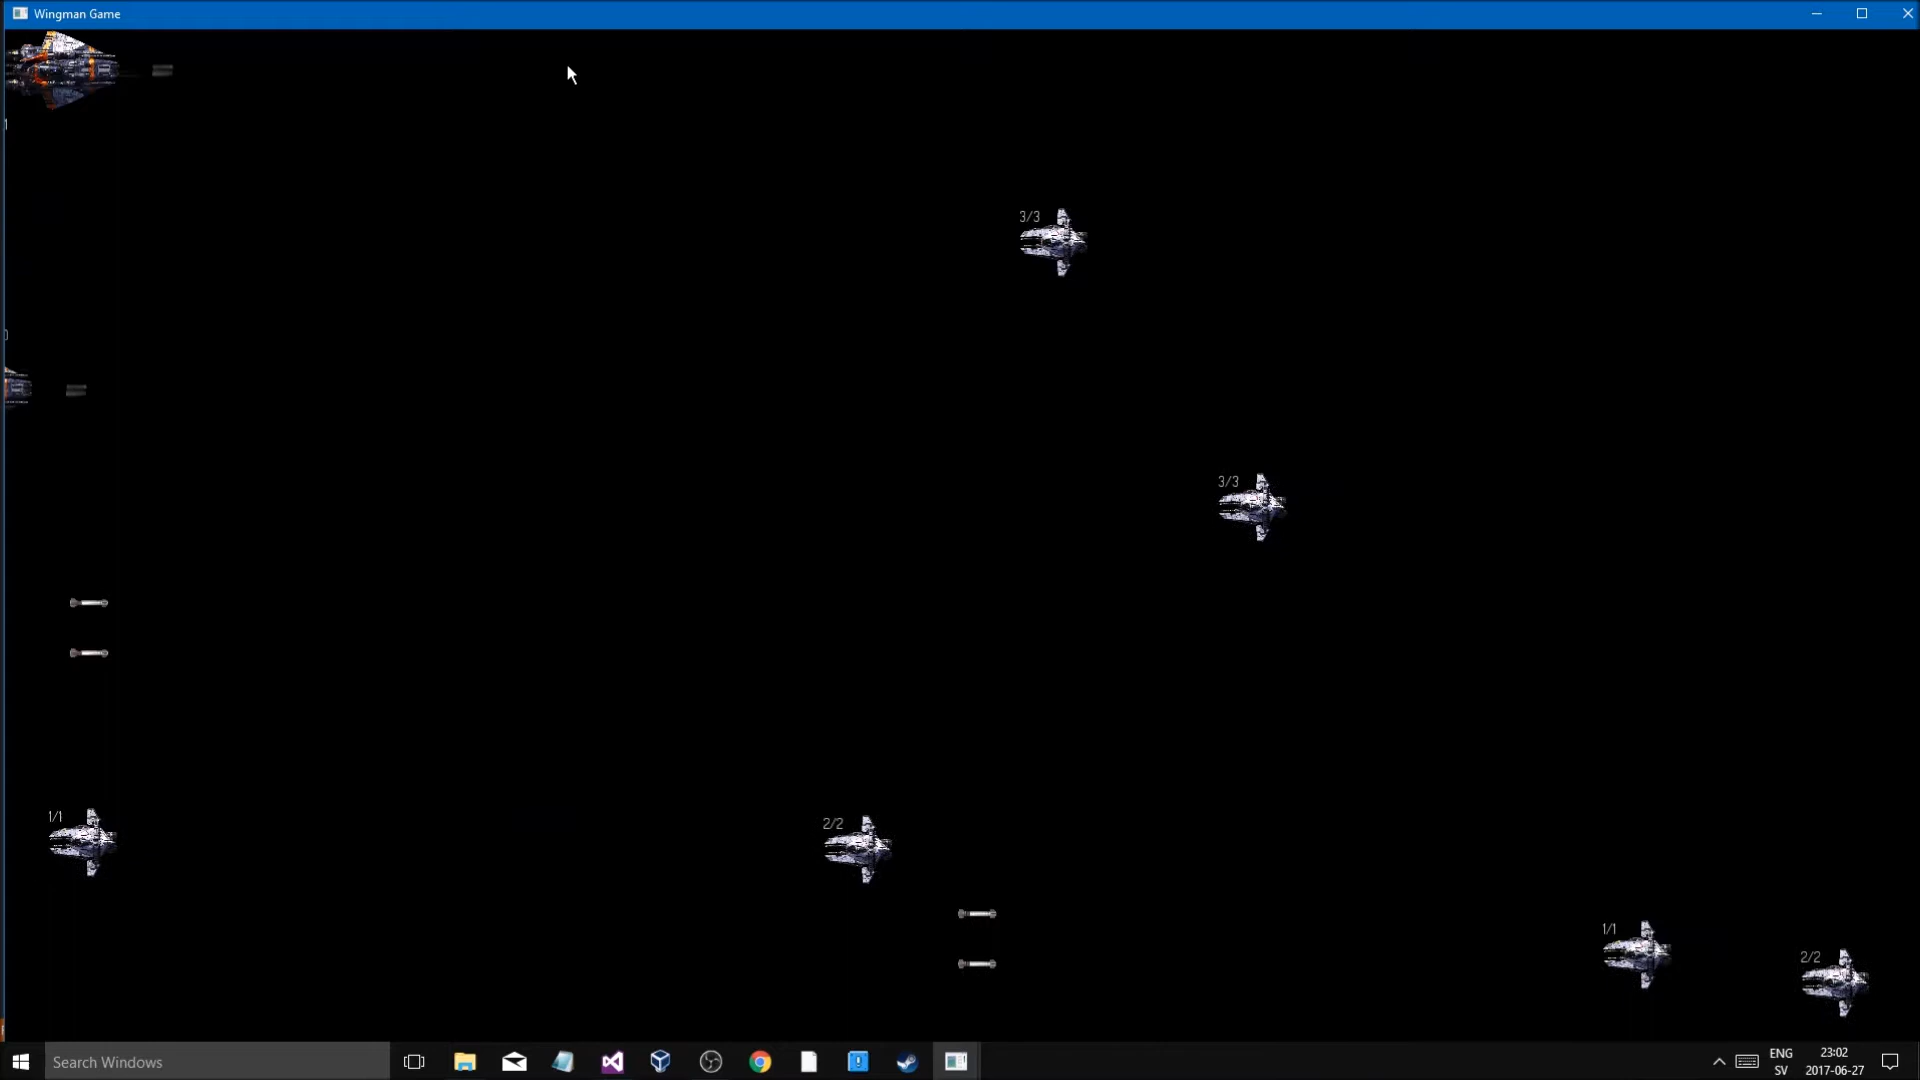 Wingman Game
3/3
3/3
1/1
2/2
1/1
2/2
Search Windows
ENG
SV
23:02
2017-06-27